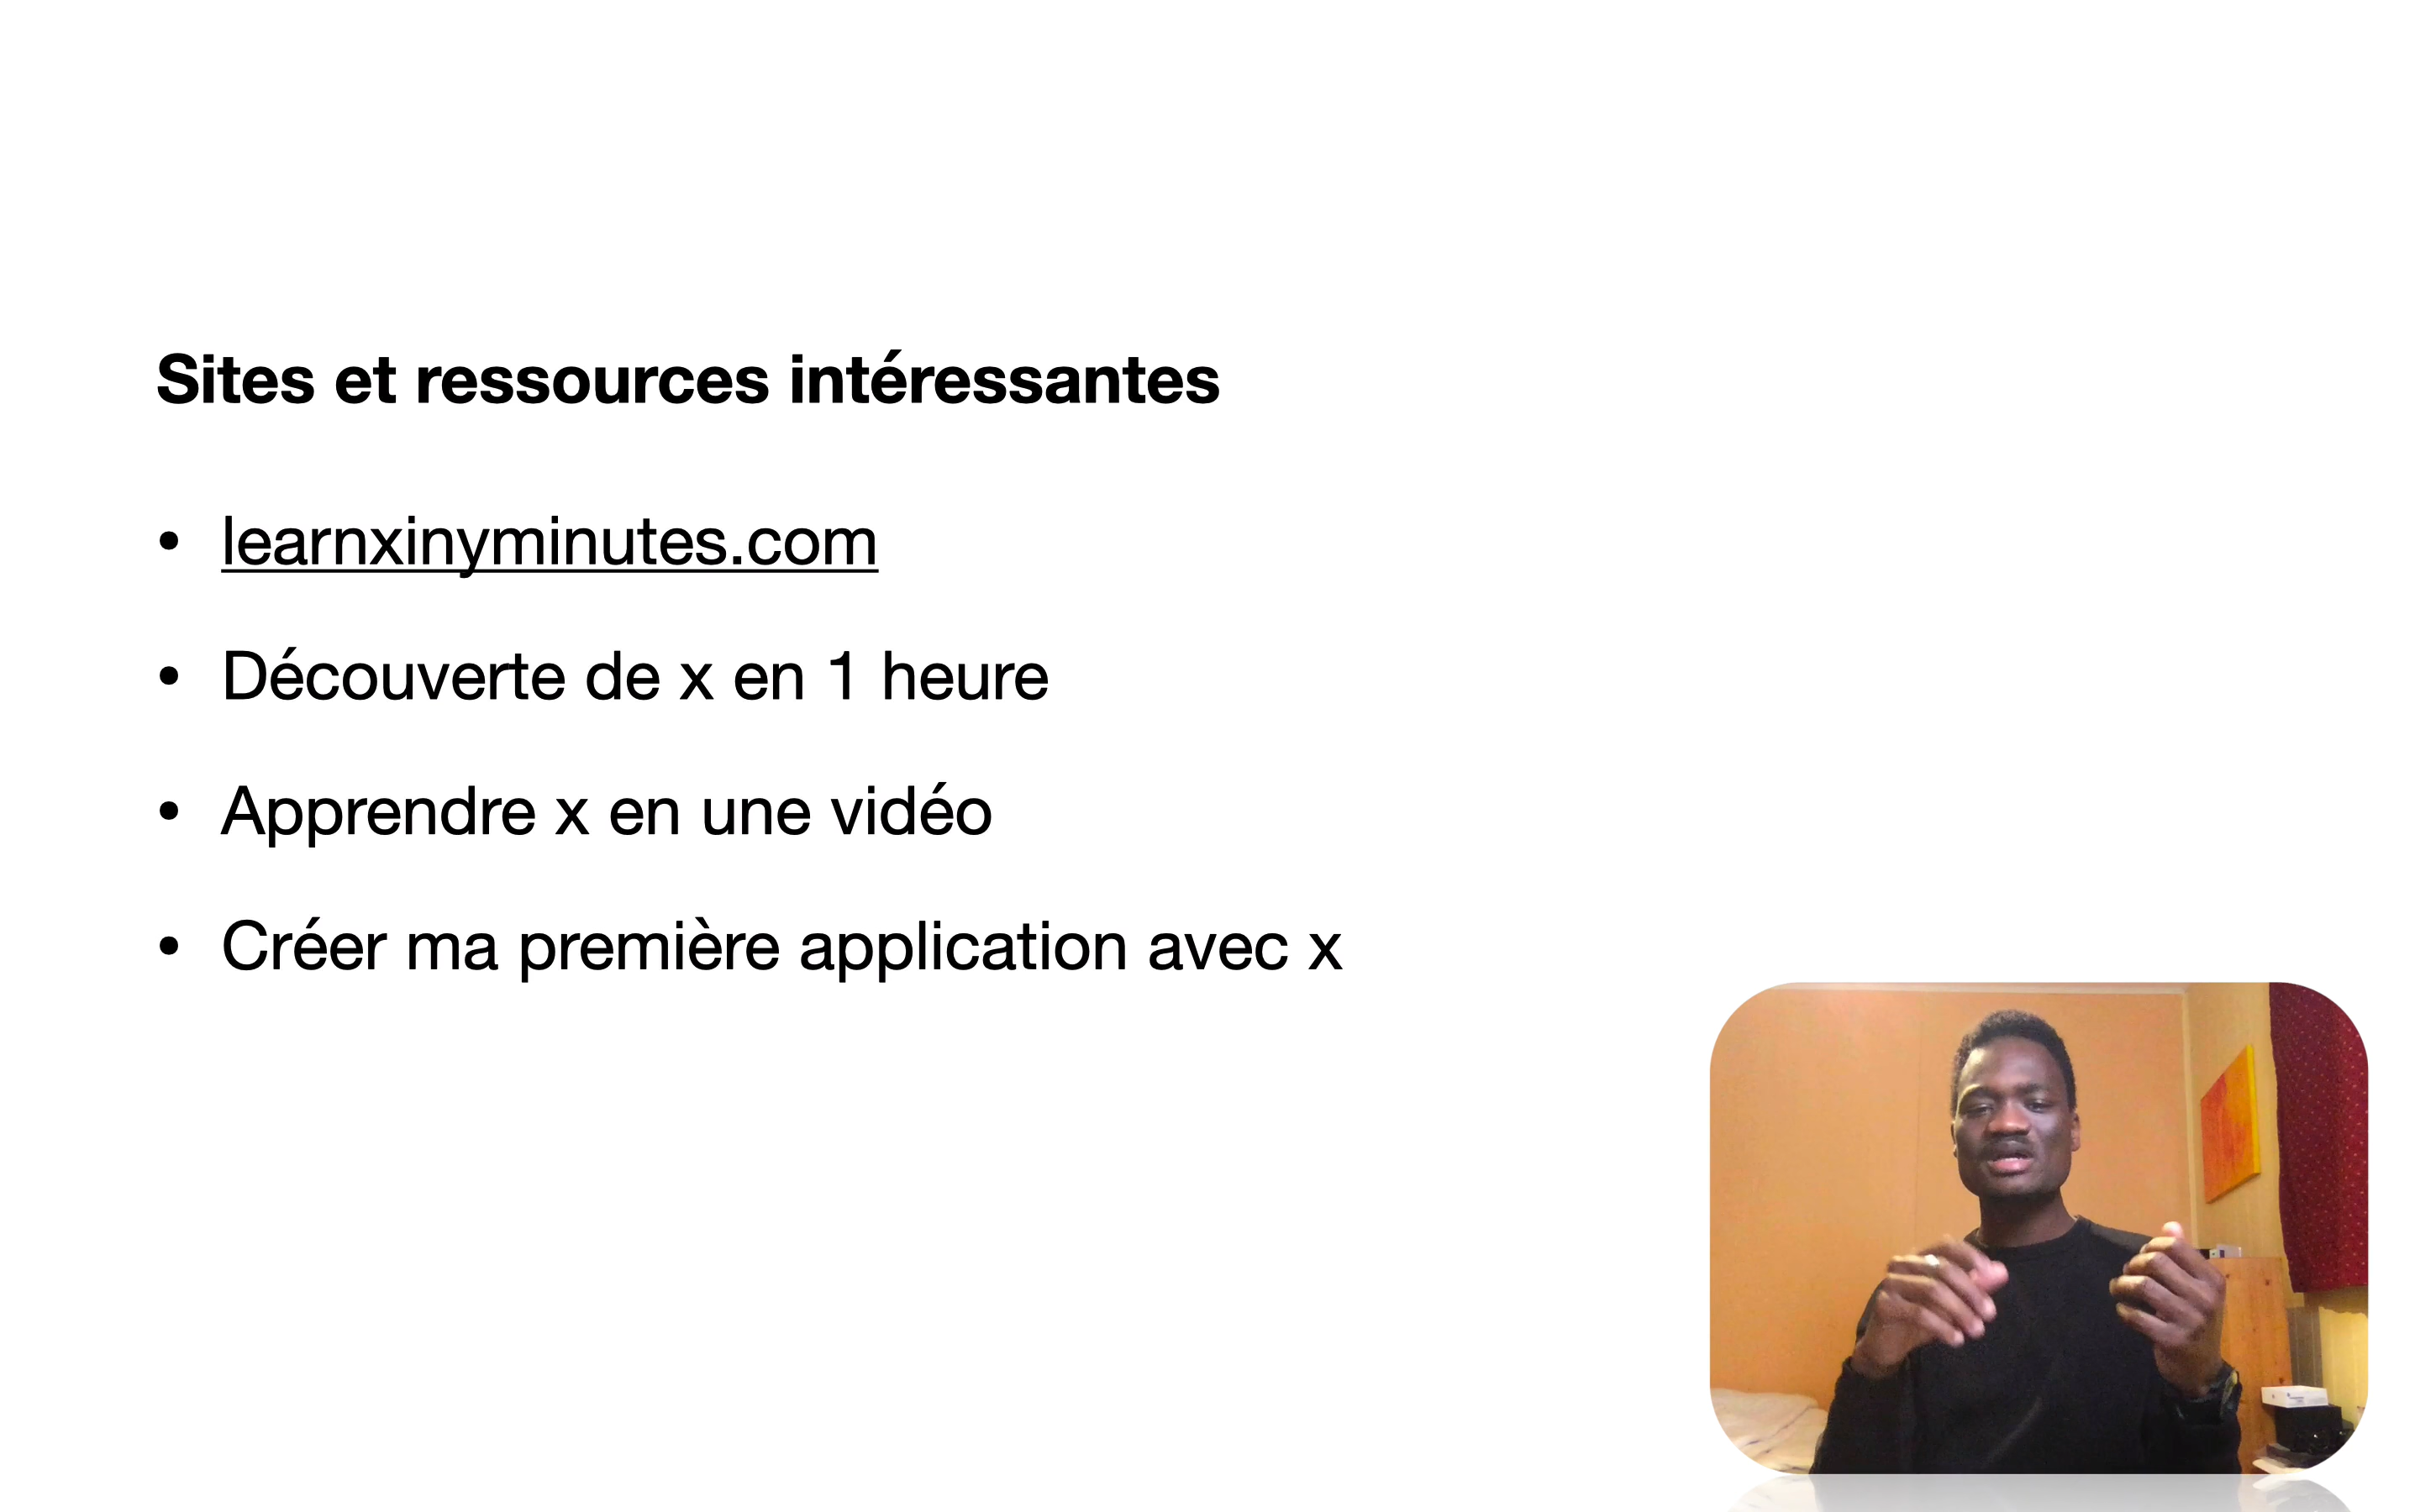 Sites et ressources intéressantes
• learnxinyminutes.com
• Découverte de x en 1 heure
• Apprendre x en une vidéo
• Créer ma première application avec x